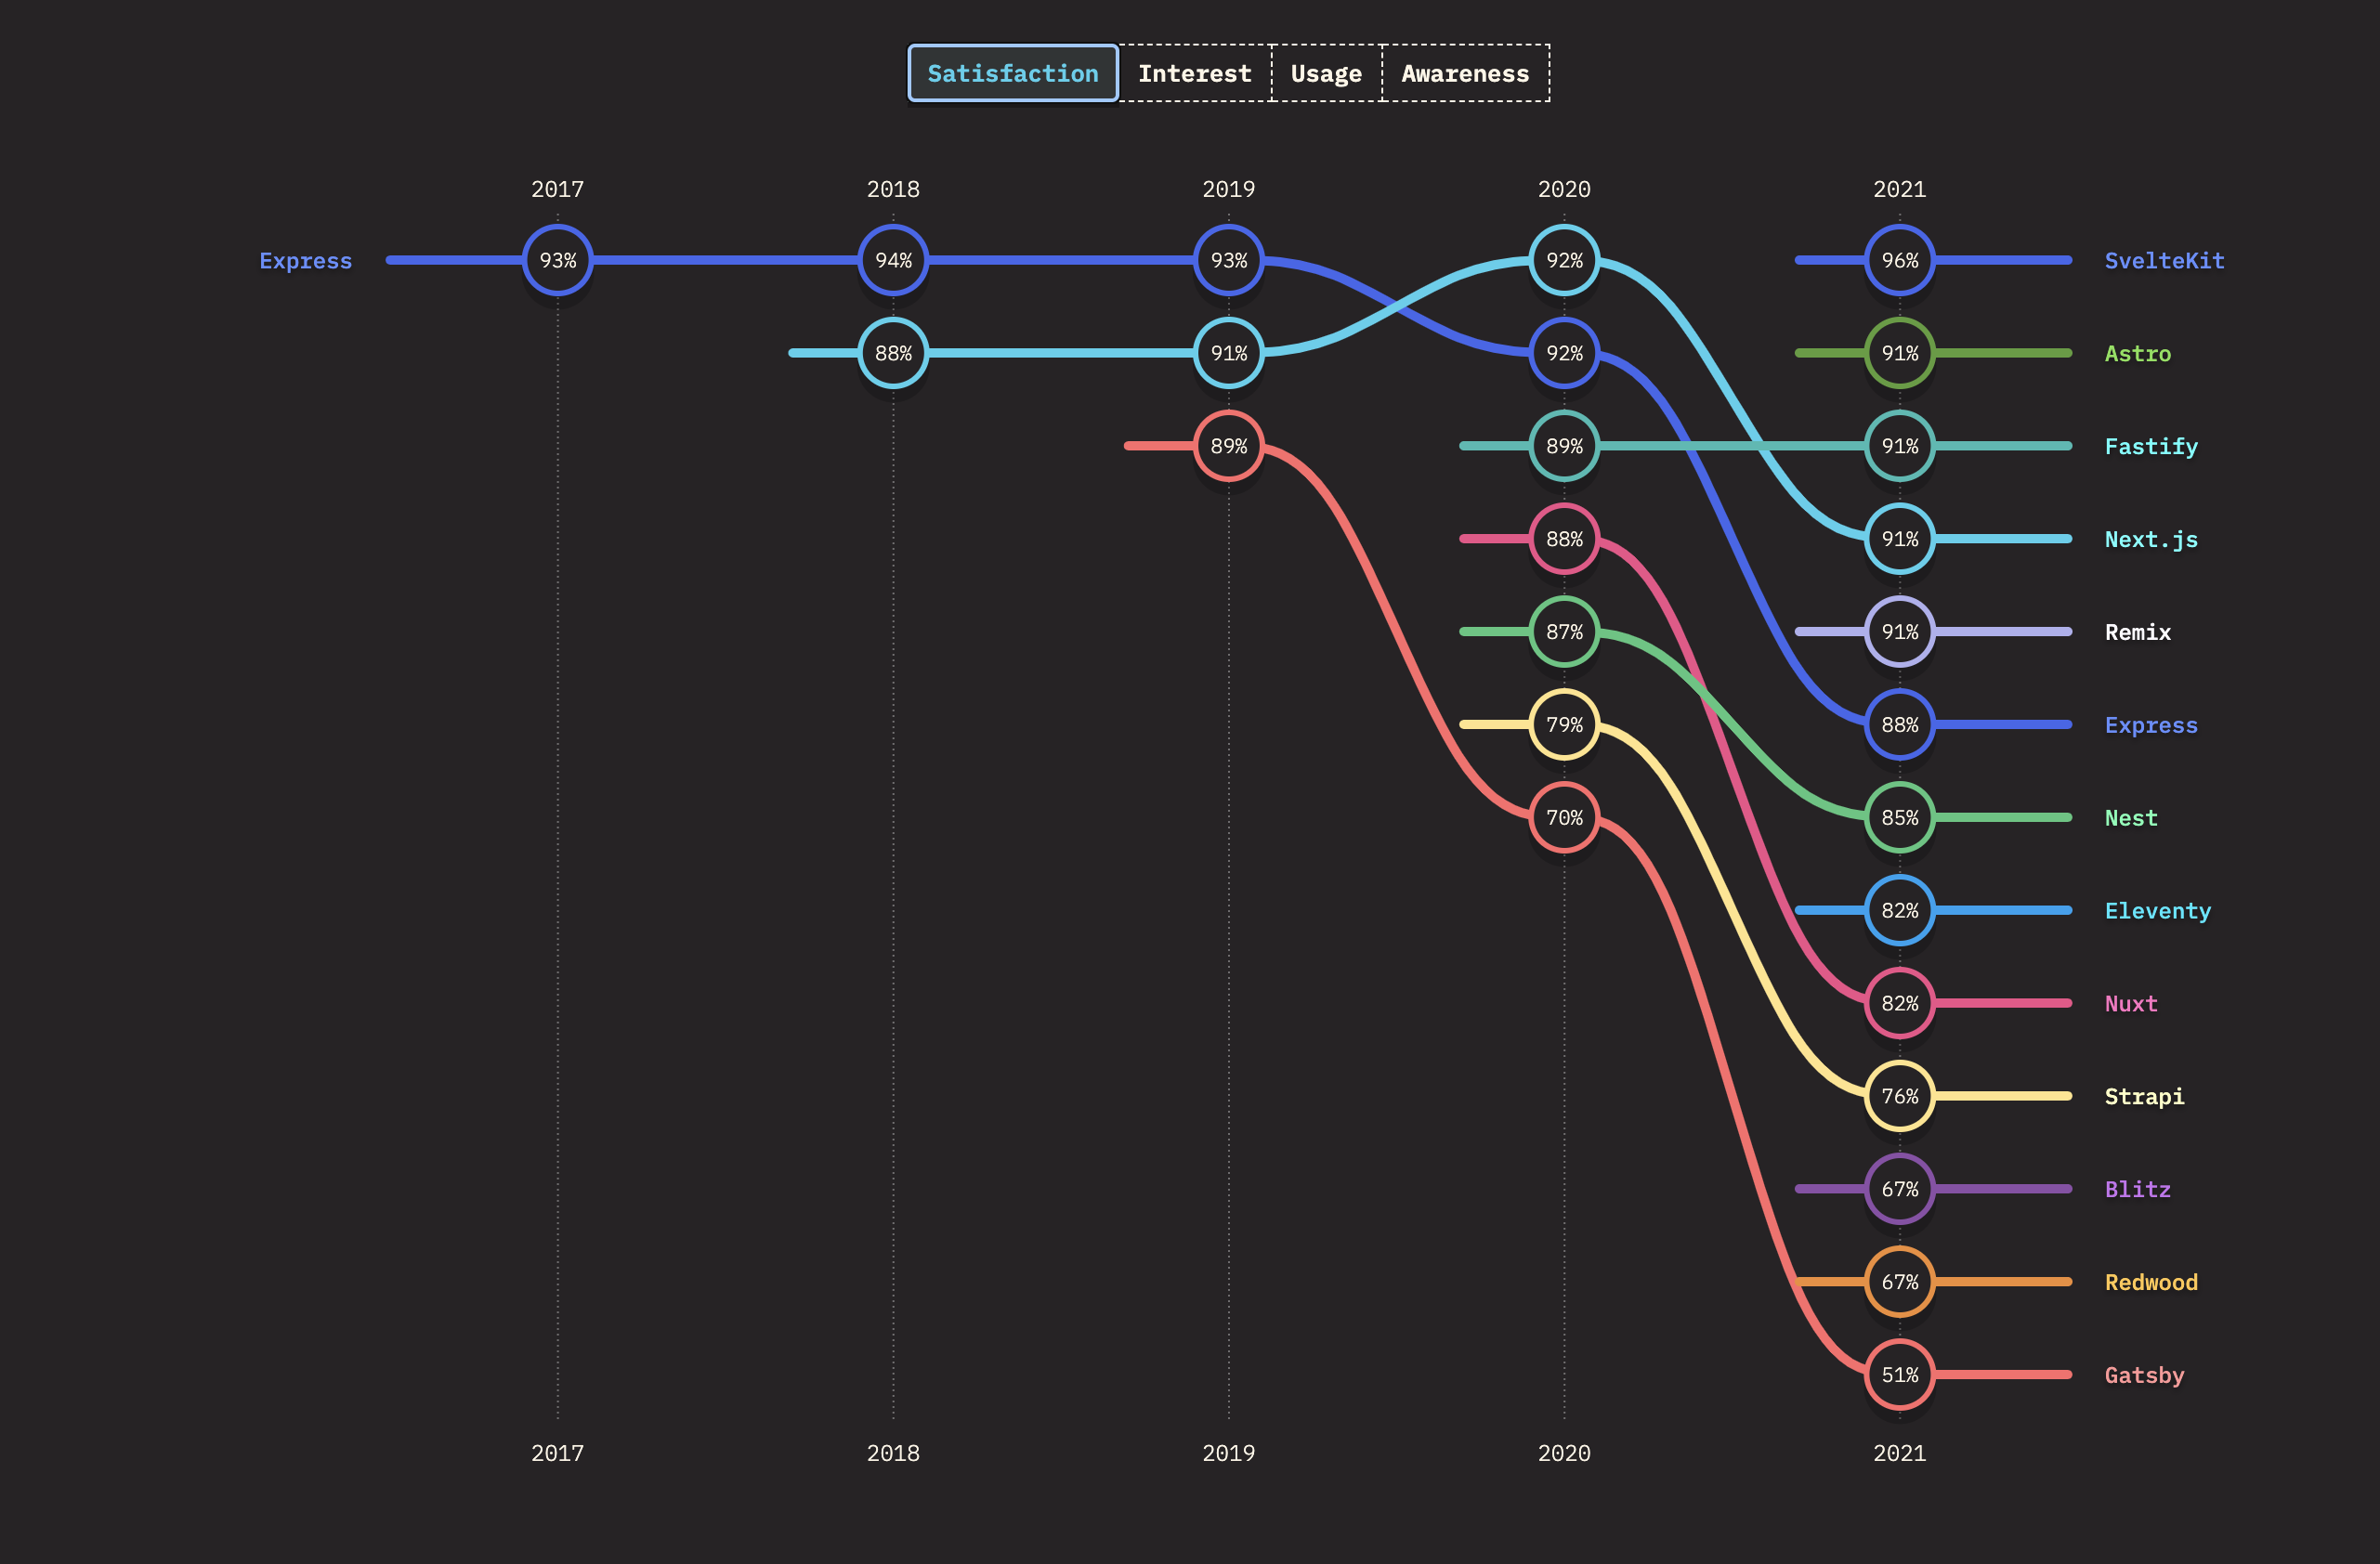 Satisfaction Interest Usage Awareness
2017 2018 2019 2020 2021
Express 93% 94% 93% 92% 96% SvelteKit
88% 91% 92% 91% Astro
89% 89% 91% Fastify
88% 91% Next.js
87% 91% Remix
79% 88% Express
70% 85% Nest
82% Eleventy
82% Nuxt
76% Strapi
67% Blitz
67% Redwood
51% Gatsby
2017 2018 2019 2020 2021